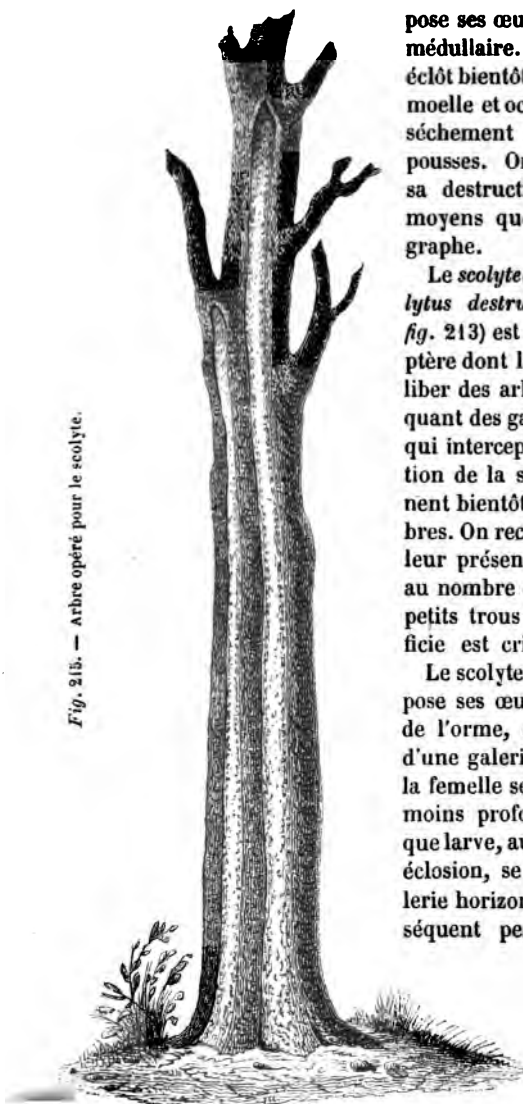 pose ses œu
médullaire.
éclôt bientôt
moelle et oc
séchement
pousses. On
sa destruct
moyens que
graphe.
Le scolyte
lytus destru
fig. 213) est
ptère dont l
liber des arl
quant des ga
qui intercep
tion de la s
nent bientôt
bres. On rec
leur présen
au nombre
petits trous
ficie est cri
Le scolyte
pose ses œu
de l'orme,
d'une galeri
la femelle se
moins profo
que larve, au
éclosion, se
lerie horizon
séquent pe
Fig. 215. — Arbre opéré pour le scolyte.